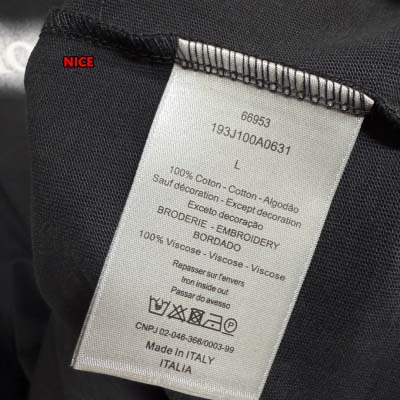 NICE
66953
193J100A0631
L
100% Coton - Cotton - Algodão
Sauf décoration - Except decoration
Exceto decoração
BRODERIE - EMBROIDERY
BORDADO
100% Viscose - Viscose - Viscose
Repasser sur l'envers
Iron inside out
Passar do avesso
CNPJ 02-046-366/0003-99
Made In ITALY
ITALIA